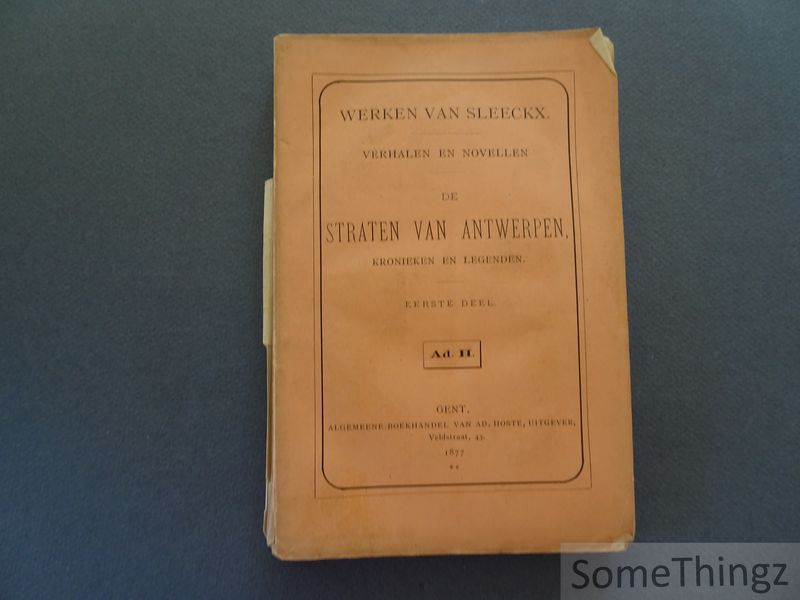 WERKEN VAN SLEECKX.
VERHALEN EN NOVELLEN
DE
STRATEN VAN ANTWERPEN,
KRONIEKEN EN LEGENDEN.
EERSTE DEEL.
Ad. H.
GENT,
ALGEMEENE BOEKHANDEL VAN AD. HOSTE, UITGEVER,
Veldstraat, 43.
1877
SomeThingz